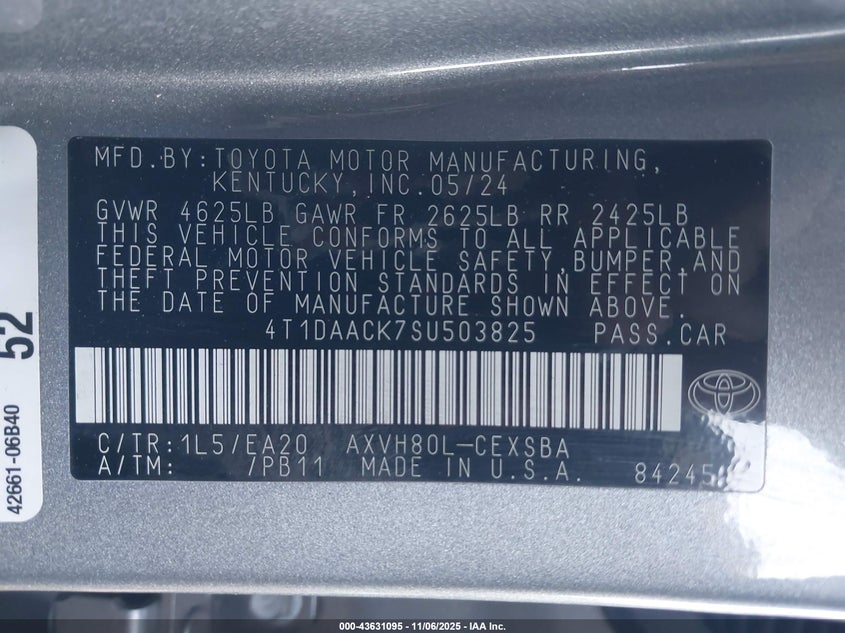 MFD.BY:TOYOTA MOTOR MANUFACTURING,
KENTUCKY,INC.05/24
GVWR 4625LB GAWR FR 2625LB RR 2425LB
THIS VEHICLE CONFORMS TO ALL APPLICABLE
FEDERAL MOTOR VEHICLE SAFETY,BUMPER,AND
THEFT PREVENTION STANDARDS IN EFFECT ON
THE DATE OF MANUFACTURE SHOWN ABOVE.
4T1DAACK7SU503825 PASS.CAR
C/TR:1L5/EA20 AXVH80L-CEXSBA
A/TM: /PB11 MADE IN U.S.A.
52
42661-06B40
000-43631095 - 11/06/2025 - IAA Inc.